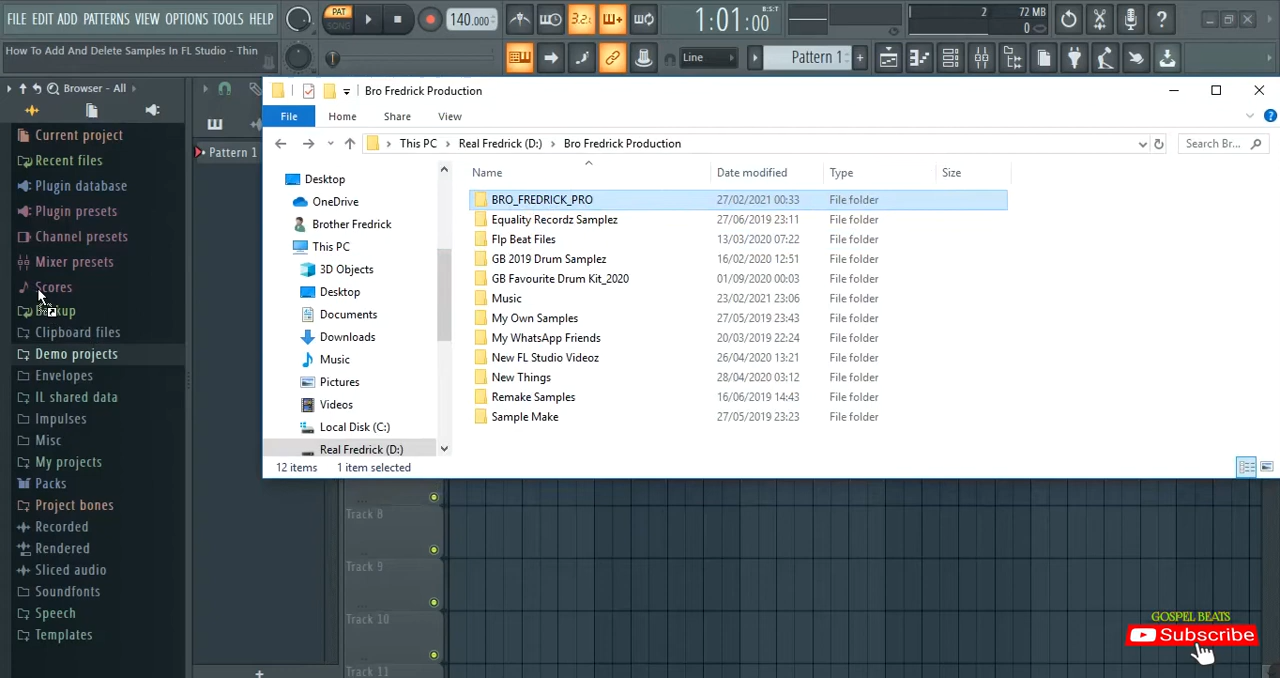 FILE EDIT ADD PATTERNS VIEW OPTIONS TOOLS HELP
PAT
SONG
140.000
3.2
1:01:00
B:S:T
2
72 MB
0
How To Add And Delete Samples In FL Studio - Thin
Line
Pattern 1
Browser - All
Current project
Recent files
Plugin database
Plugin presets
Channel presets
Mixer presets
Scores
Backup
Clipboard files
Demo projects
Envelopes
IL shared data
Impulses
Misc
My projects
Packs
Project bones
Recorded
Rendered
Sliced audio
Soundfonts
Speech
Templates
Pattern 1
Bro Fredrick Production
File Home Share View
This PC Real Fredrick (D:) Bro Fredrick Production
Search Br...
Desktop
OneDrive
Brother Fredrick
This PC
3D Objects
Desktop
Documents
Downloads
Music
Pictures
Videos
Local Disk (C:)
Real Fredrick (D:)
Name Date modified Type Size
BRO_FREDRICK_PRO 27/02/2021 00:33 File folder
Equality Recordz Samplez 27/06/2019 23:11 File folder
Flp Beat Files 13/03/2020 07:22 File folder
GB 2019 Drum Samplez 16/02/2020 12:51 File folder
GB Favourite Drum Kit_2020 01/09/2020 00:03 File folder
Music 23/02/2021 23:06 File folder
My Own Samples 27/05/2019 23:43 File folder
My WhatsApp Friends 20/03/2019 22:24 File folder
New FL Studio Videoz 26/04/2020 13:21 File folder
New Things 28/04/2020 03:12 File folder
Remake Samples 16/06/2019 14:43 File folder
Sample Make 27/05/2019 23:23 File folder
12 items 1 item selected
Track 8
Track 9
Track 10
Track 11
GOSPEL BEATS
Subscribe